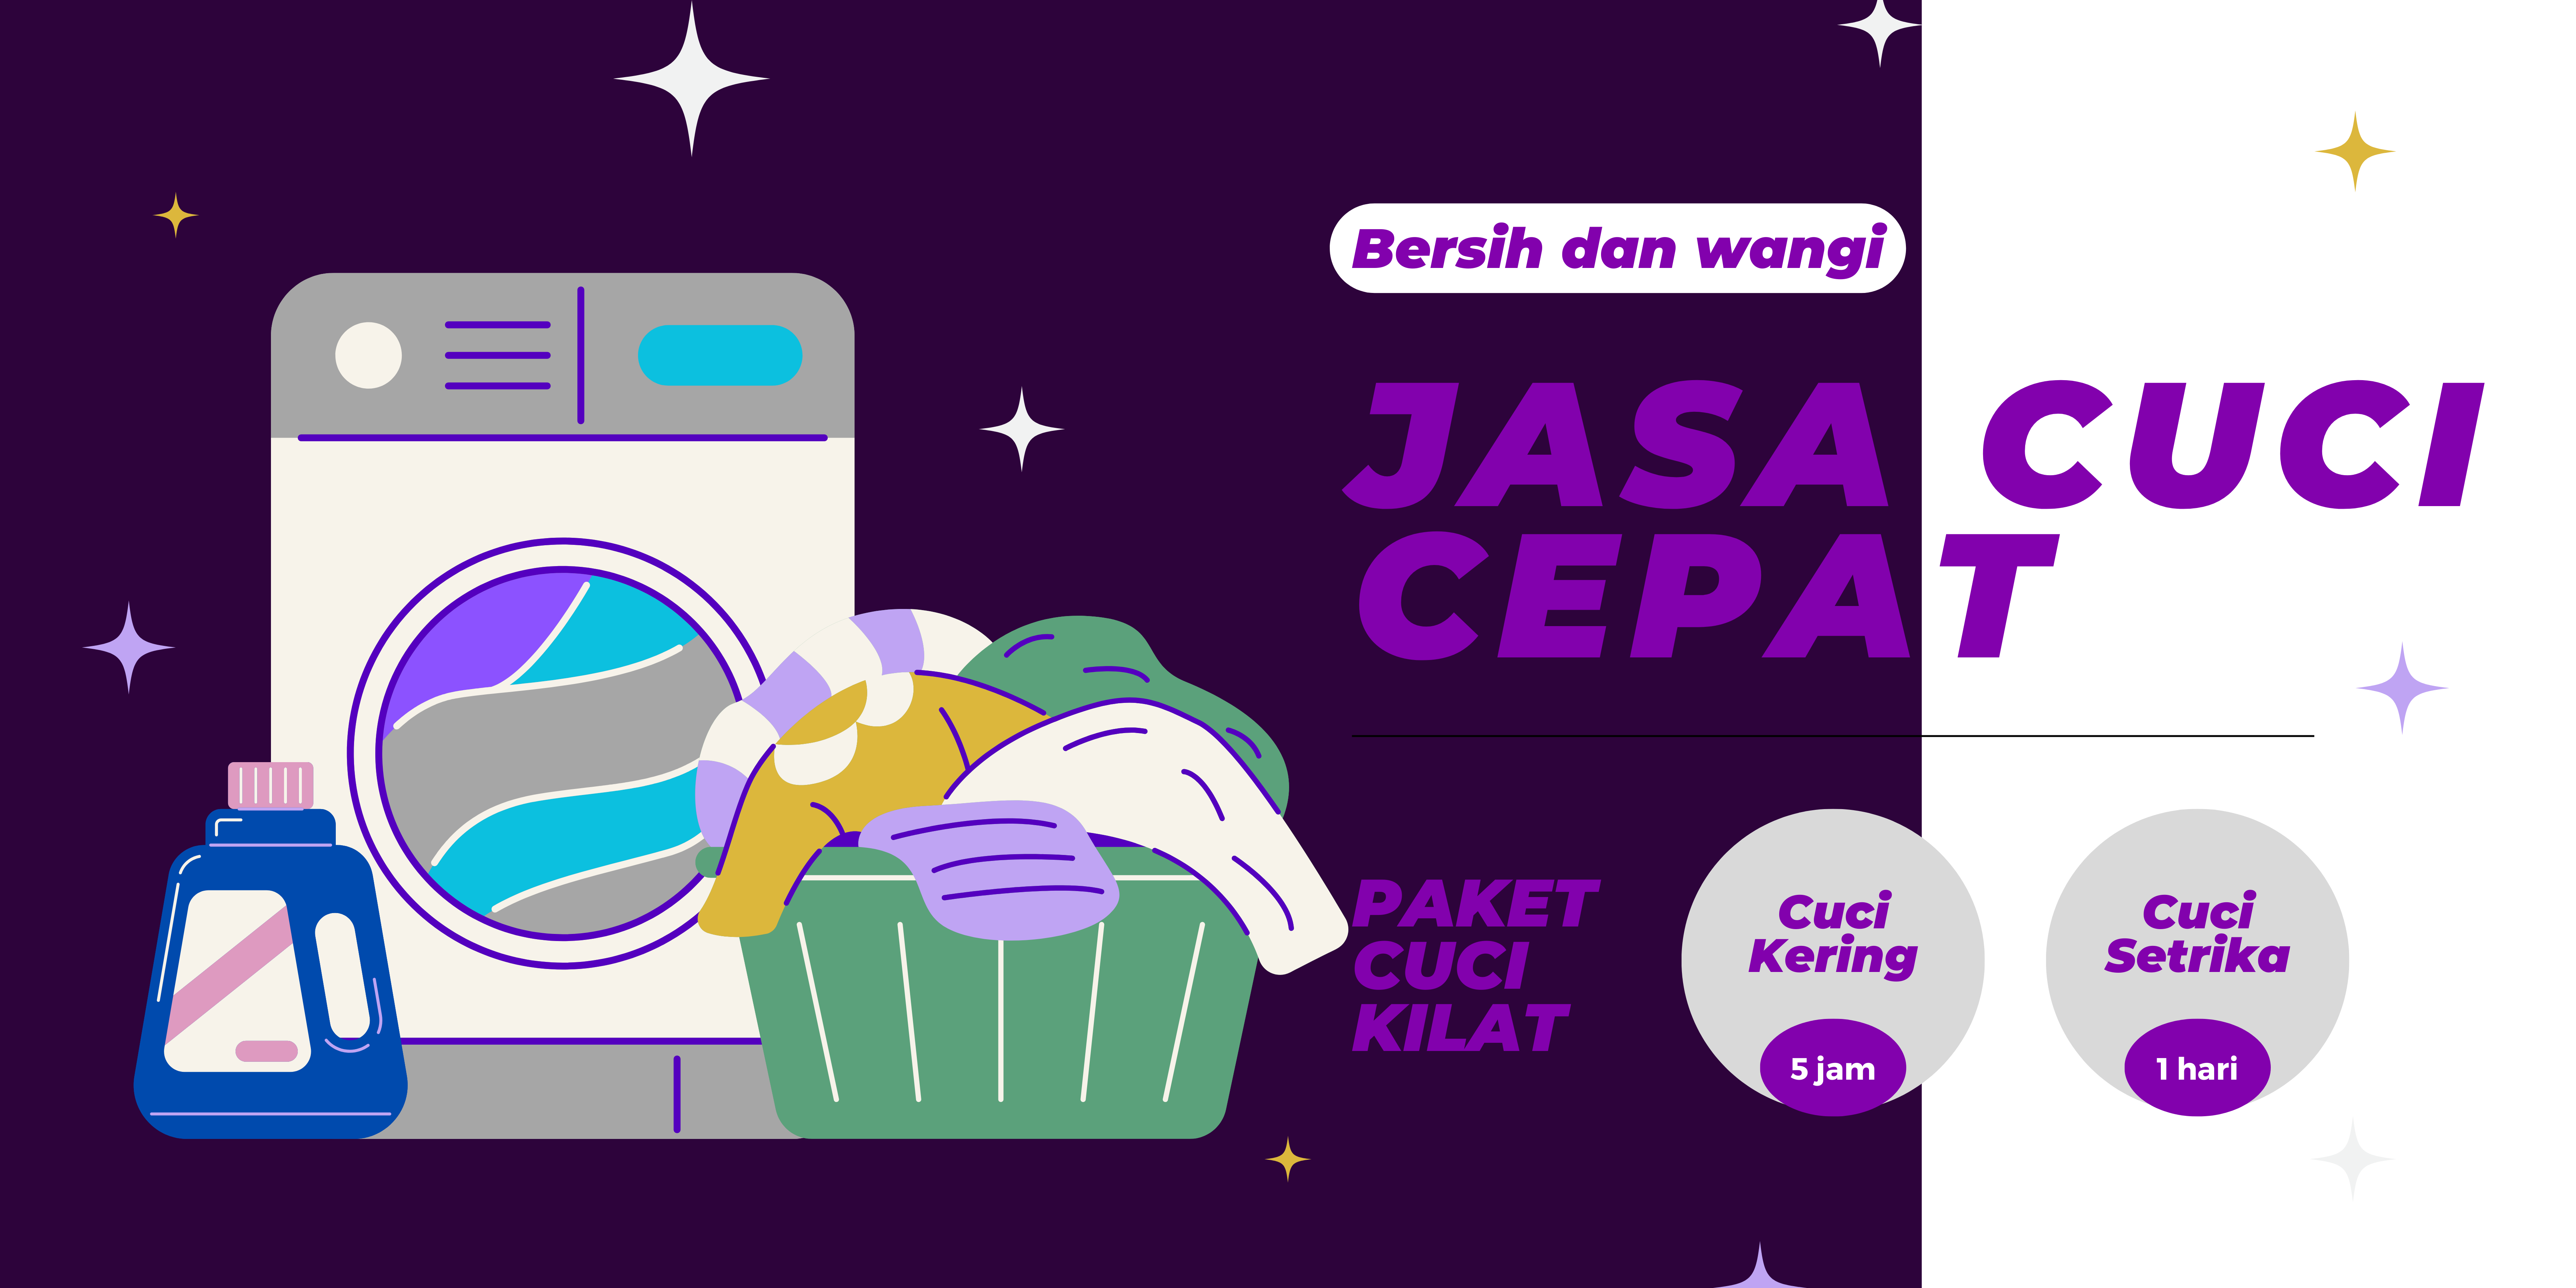 Bersih dan wangi
JASA CUCI
CEPAT
PAKET
CUCI
KILAT
Cuci
Kering
5 jam
Cuci
Setrika
1 hari